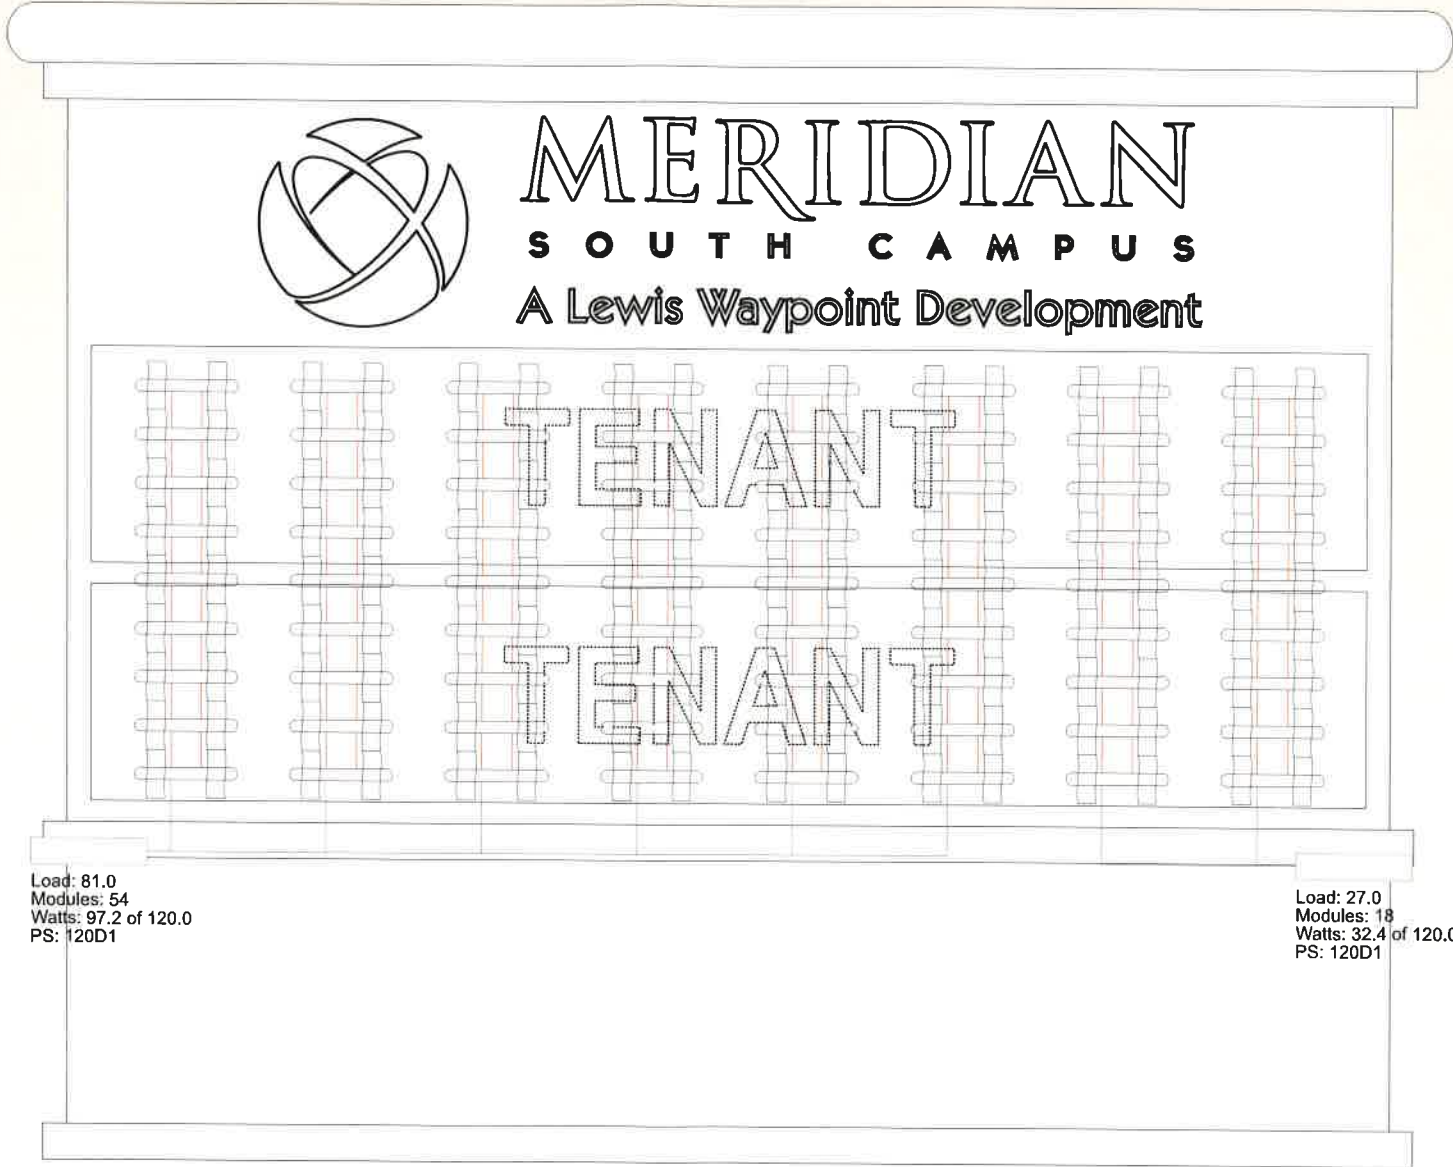 MERIDIAN
SOUTH CAMPUS
A Lewis Waypoint Development
TENANT
TENANT
Load: 81.0
Modules: 54
Watts: 97.2 of 120.0
PS: 120D1
Load: 27.0
Modules: 18
Watts: 32.4 of 120.0
PS: 120D1